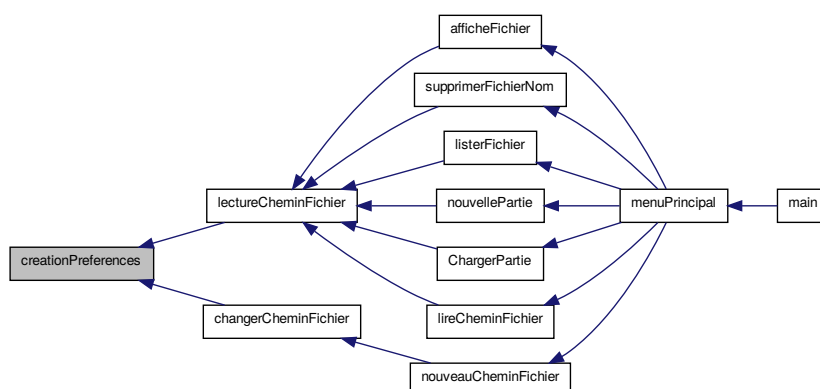 afficheFichier
supprimerFichierNom
listerFichier
lectureCheminFichier
nouvellePartie
menuPrincipal
main
creationPreferences
ChargerPartie
changerCheminFichier
lireCheminFichier
nouveauCheminFichier